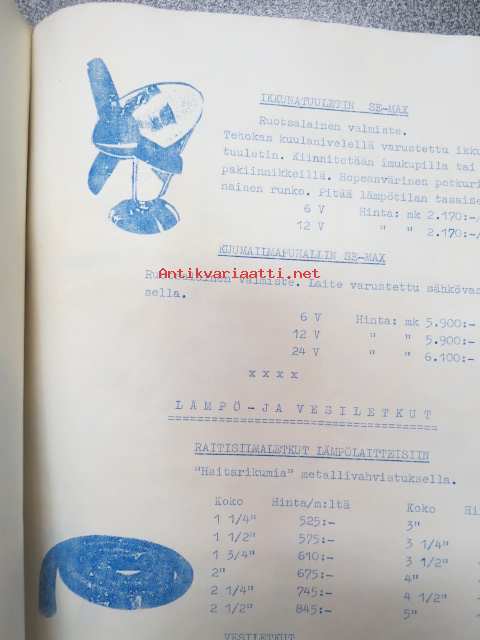 IKKUNATUULETIN SE-MAX
Ruotsalainen valmiste.
Tehokas kuulanivelellä varustettu ikku
tuuletin. Kiinnitetään imukupilla tai
pakiinnikkeillä. Hopeanvärinen potkuri
nainen runko. Pitää lämpötilan tasaise
6 V Hinta: mk 2.170:-/
12 V " " 2.170:-/
KUUMAILMAPUHALLIN SE-MAX
Antikvariaatti.net
valmiste. Laite varustettu sähkövas
sella.
6 V Hinta: mk 5.900:-
12 V " " 5.900:-
24 V " " 6.100:-
x x x x
LÄMPÖ-JA VESILETKUT
===================================
RAITISILMALETKUT LÄMPÖLAITTEISIIN
"Haitarikumia" metallivahvistuksella.
Koko Hinta/m:ltä Koko Hi
1 1/4" 525:- 3"
1 1/2" 575:- 3 1/4"
1 3/4" 610:- 3 1/2"
2" 675:- 4"
2 1/4" 745:- 4 1/2"
2 1/2" 845:- 5"
VESILETKUT